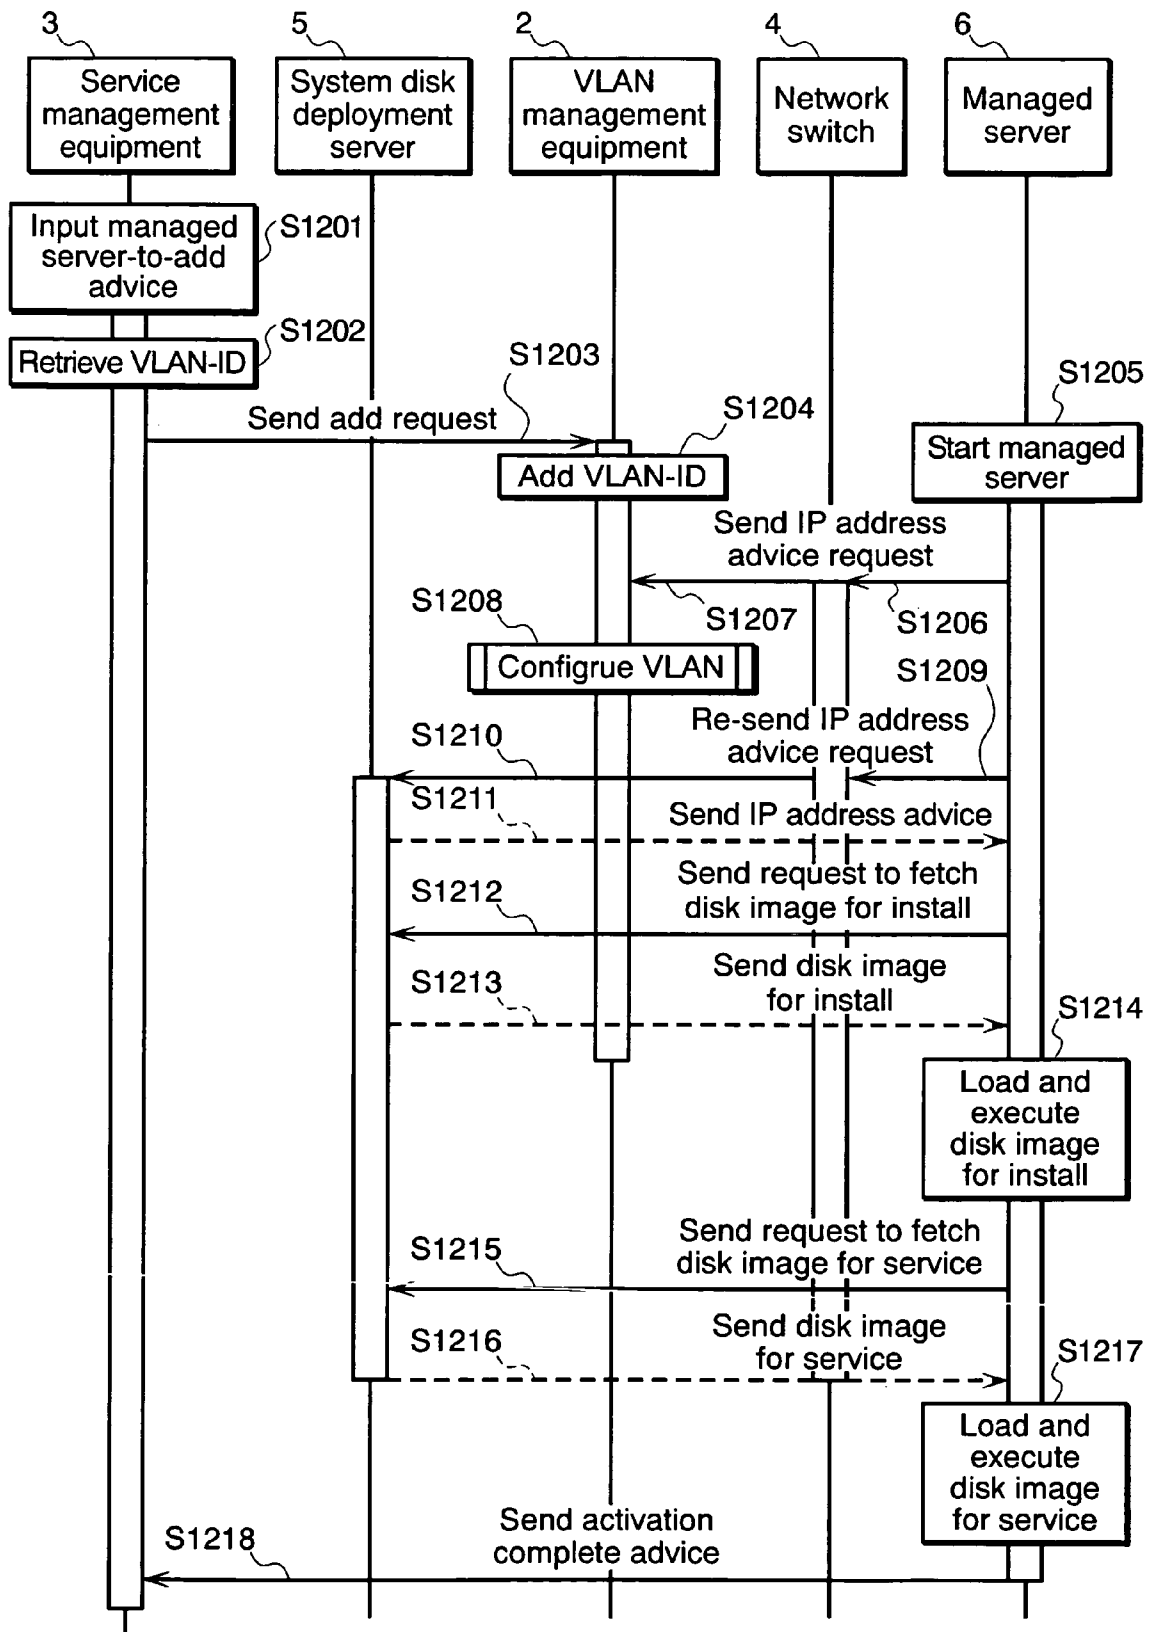 3
5
2
4
6
Service
management
equipment
System disk
deployment
server
VLAN
management
equipment
Network
switch
Managed
server
Input managed
server-to-add
advice
S1201
Retrieve VLAN-ID
S1202
S1203
Send add request
S1204
Add VLAN-ID
S1205
Start managed
server
Send IP address
advice request
S1207
S1206
S1208
Configrue VLAN
S1209
Re-send IP address
advice request
S1210
S1211
Send IP address advice
Send request to fetch
disk image for install
S1212
Send disk image
for install
S1213
S1214
Load and
execute
disk image
for install
Send request to fetch
disk image for service
S1215
Send disk image
for service
S1216
S1217
Load and
execute
disk image
for service
Send activation
complete advice
S1218